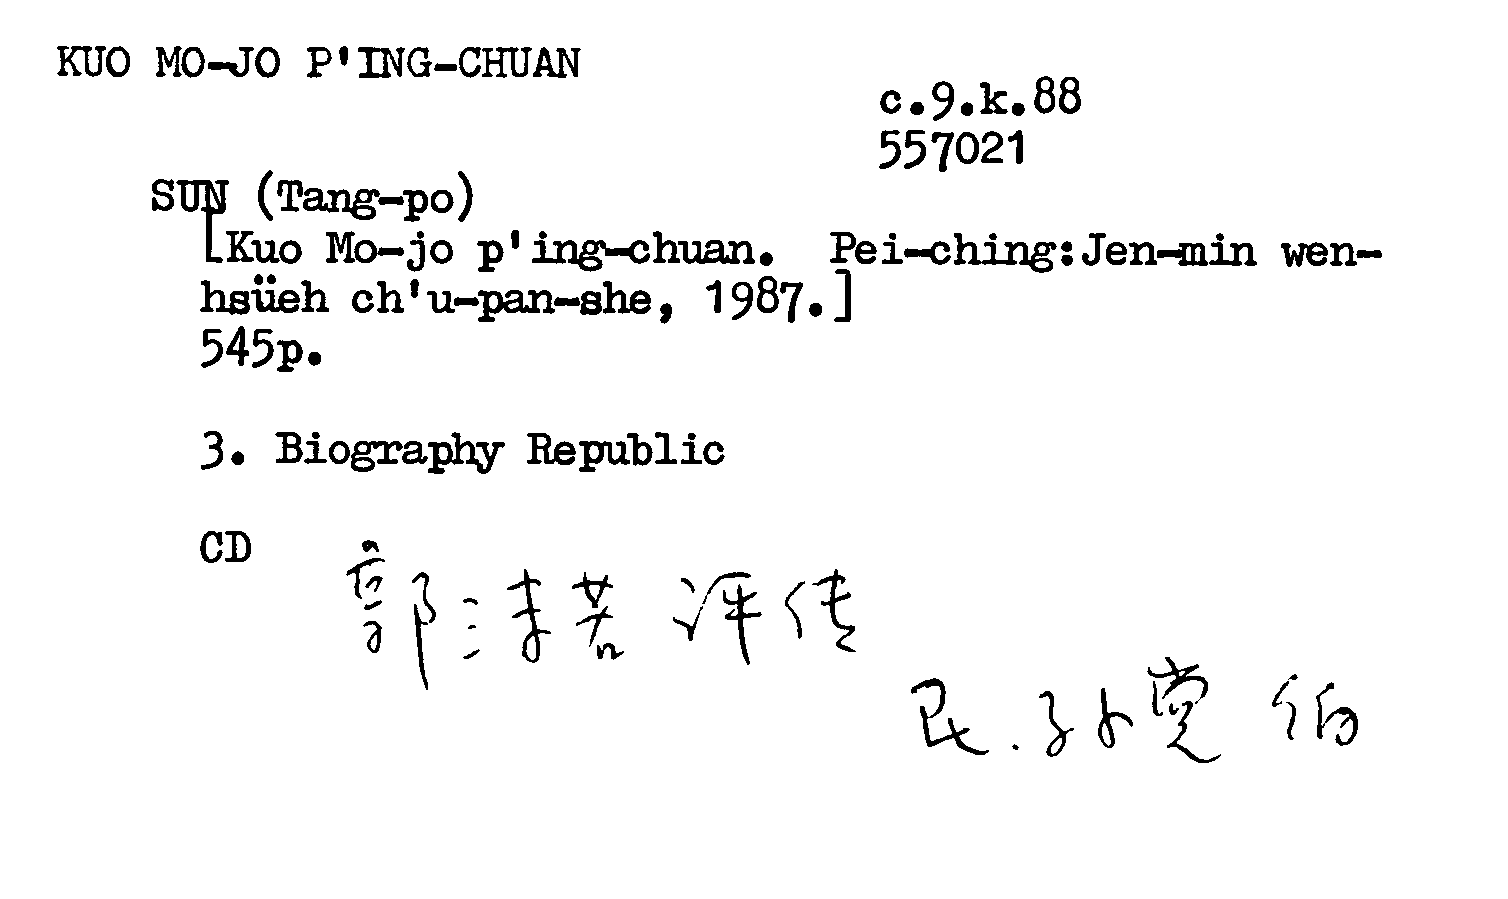 KUO MO-JO P'ING-CHUAN
c.9.k.88
557021
SUN (Tang-po)
[Kuo Mo-jo p'ing-chuan. Pei-ching:Jen-min wen-
hsüeh ch'u-pan-she, 1987.]
545p.
3. Biography Republic
CD
郭沫若评传
民.孙党伯